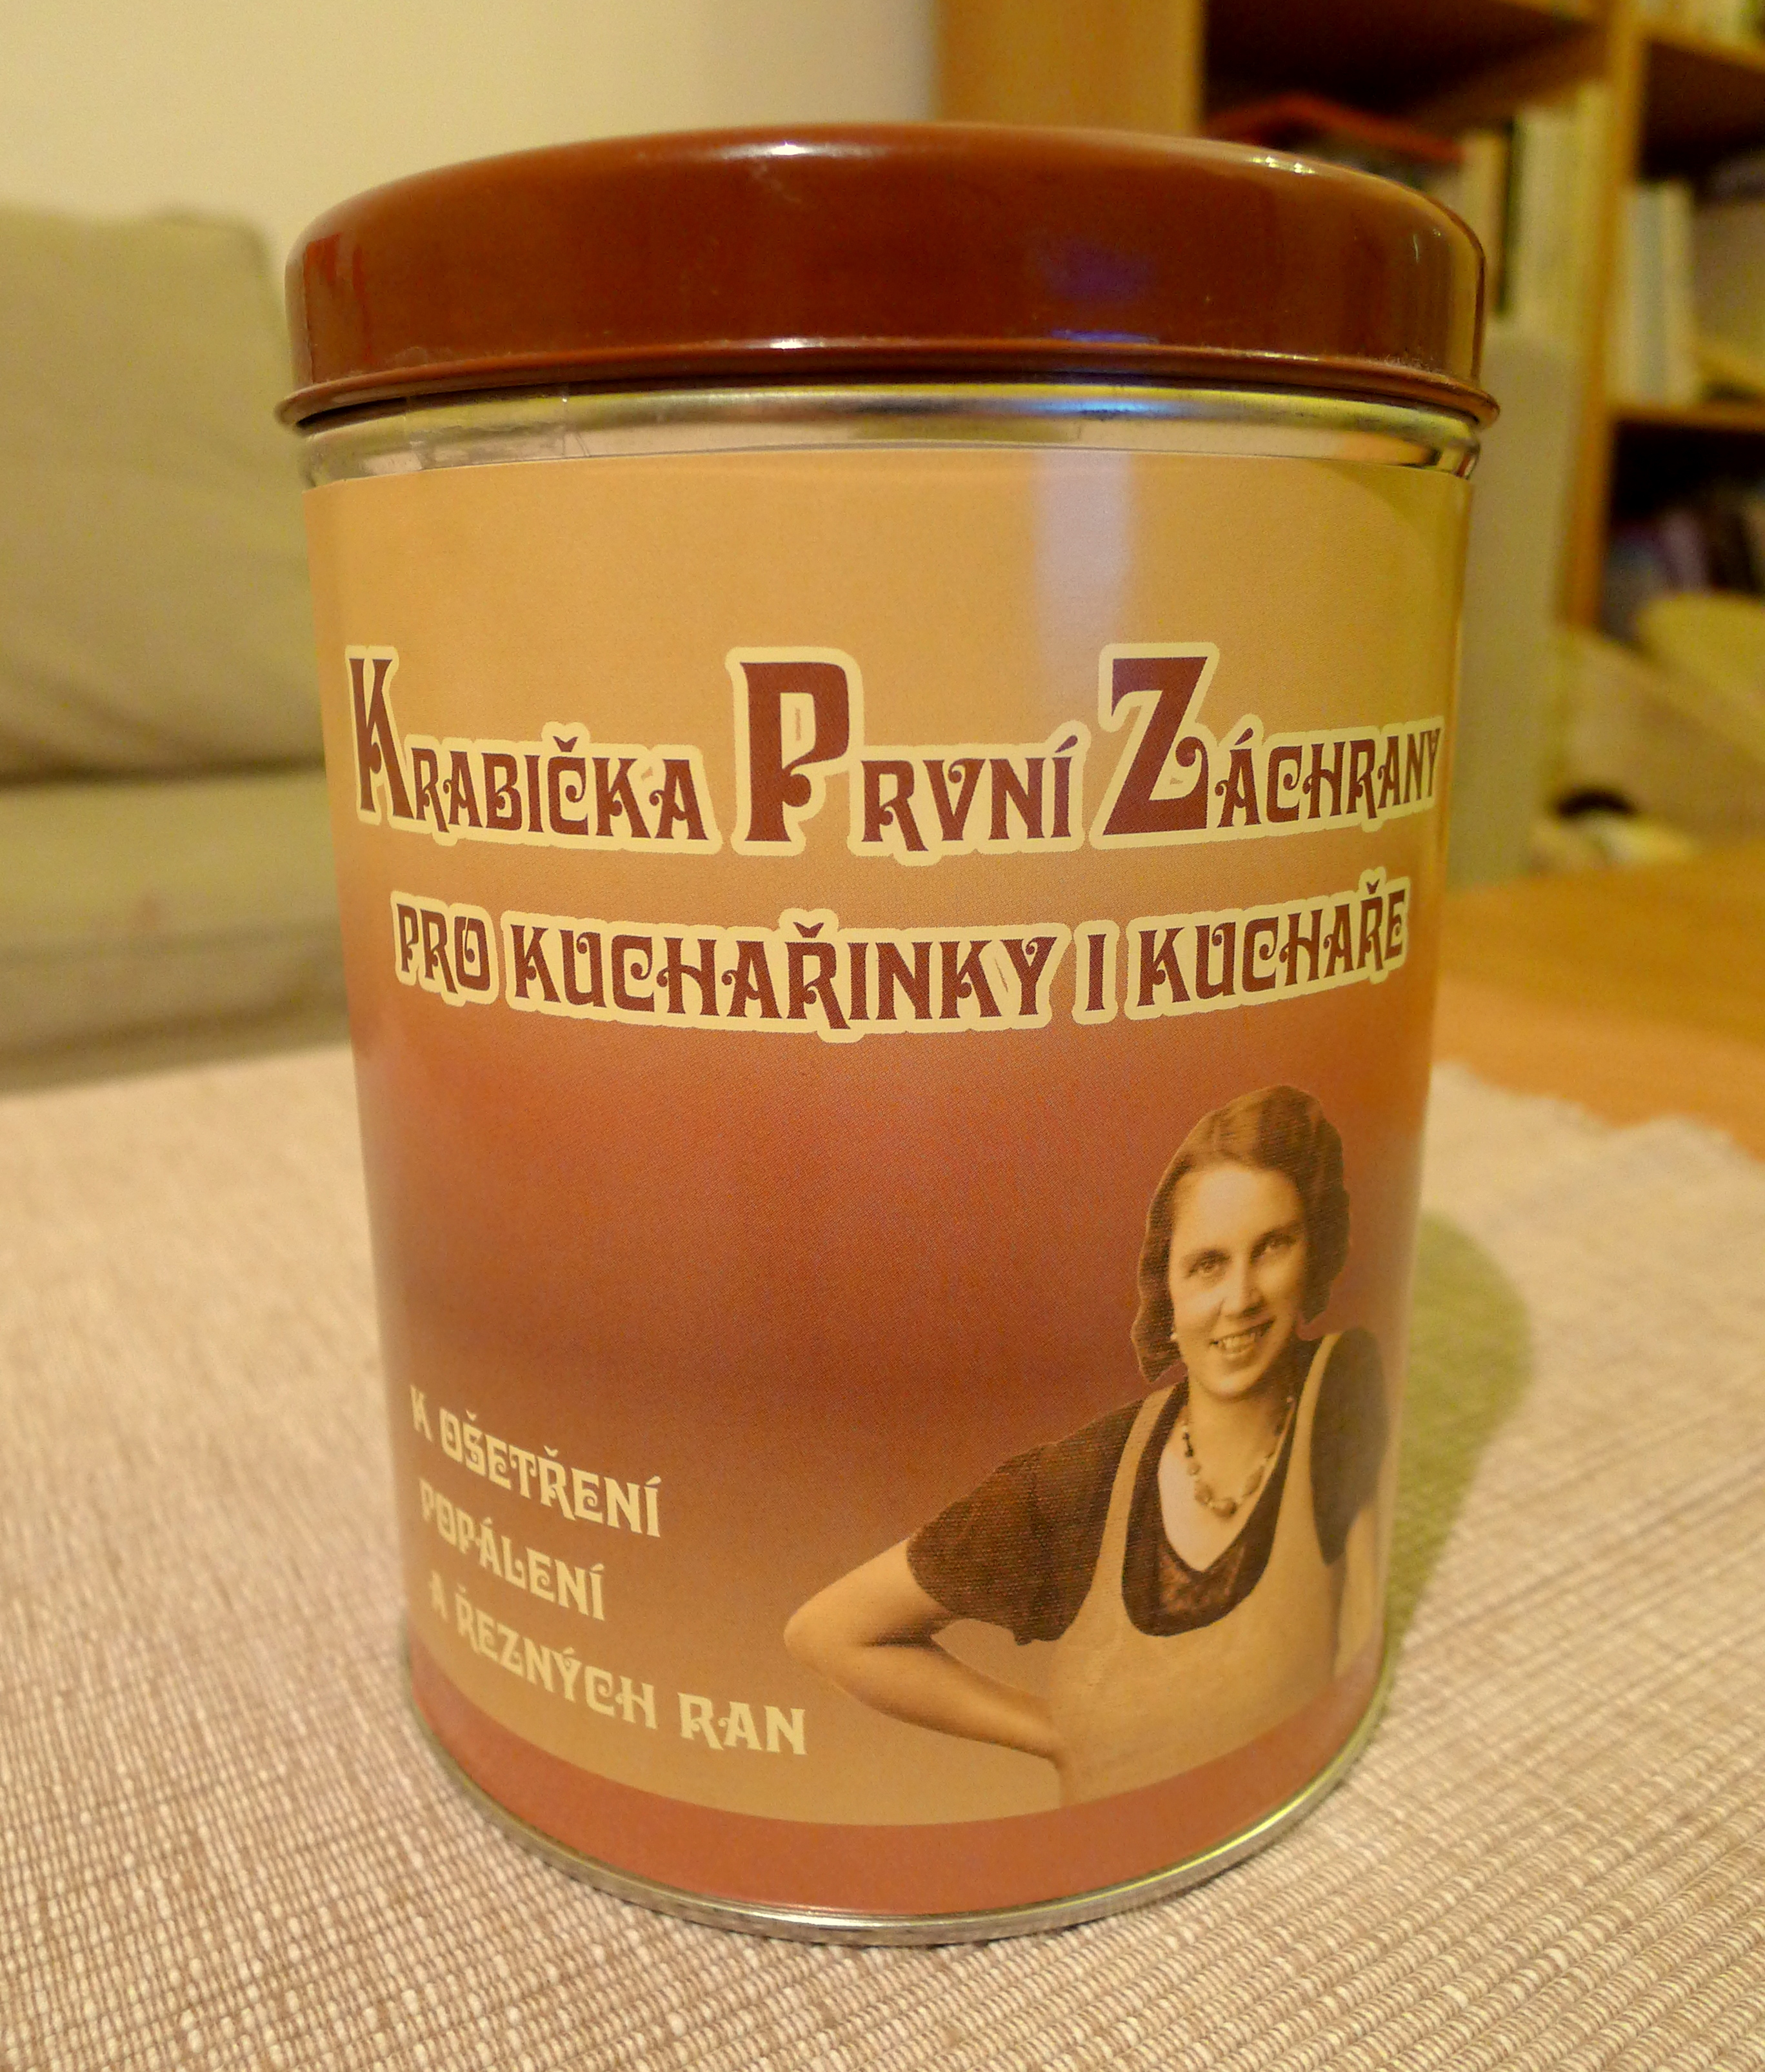 Krabička První Záchrany
pro kuchařinky i kuchaře
k ošetření
popálení
a řezných ran